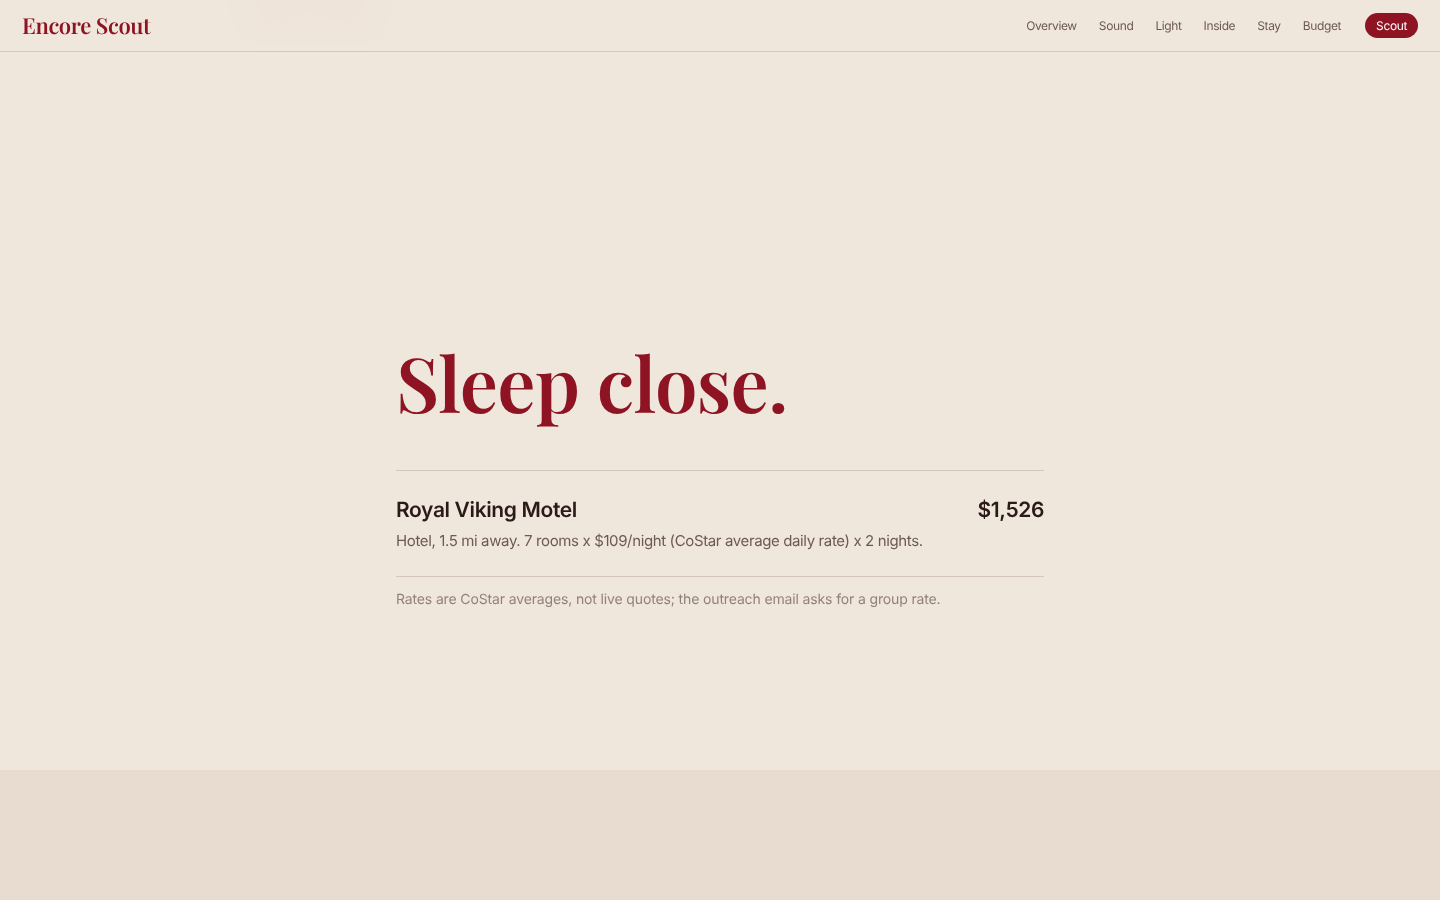 Encore Scout
Overview Sound Light Inside Stay Budget Scout
Sleep close.
Royal Viking Motel $1,526
Hotel, 1.5 mi away. 7 rooms x $109/night (CoStar average daily rate) x 2 nights.
Rates are CoStar averages, not live quotes; the outreach email asks for a group rate.